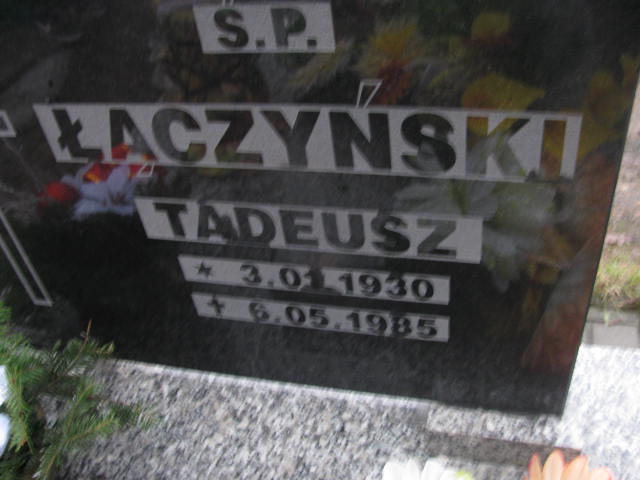 Ś.P.
ŁĄCZYŃSKI
TADEUSZ
* 3.01.1930
✝ 6.05.1985